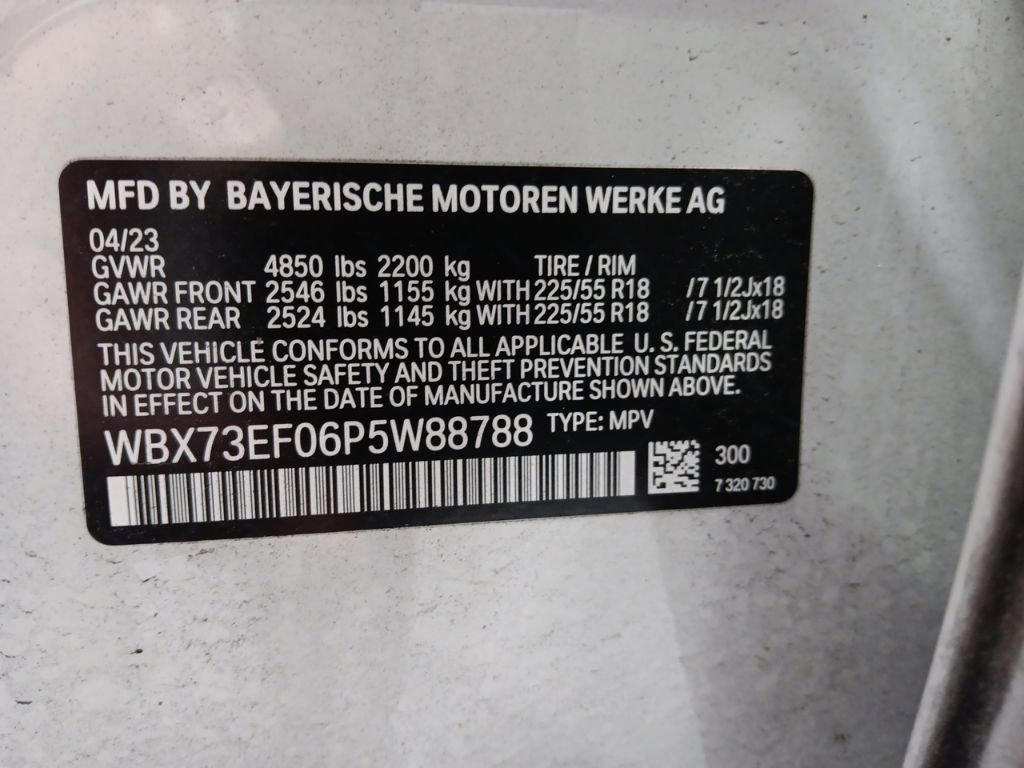 MFD BY BAYERISCHE MOTOREN WERKE AG
04/23
GVWR 4850 lbs 2200 kg TIRE / RIM
GAWR FRONT 2546 lbs 1155 kg WITH 225/55 R18 /7 1/2Jx18
GAWR REAR 2524 lbs 1145 kg WITH 225/55 R18 /7 1/2Jx18
THIS VEHICLE CONFORMS TO ALL APPLICABLE U. S. FEDERAL
MOTOR VEHICLE SAFETY AND THEFT PREVENTION STANDARDS
IN EFFECT ON THE DATE OF MANUFACTURE SHOWN ABOVE.
WBX73EF06P5W88788 TYPE: MPV
300
7 320 730